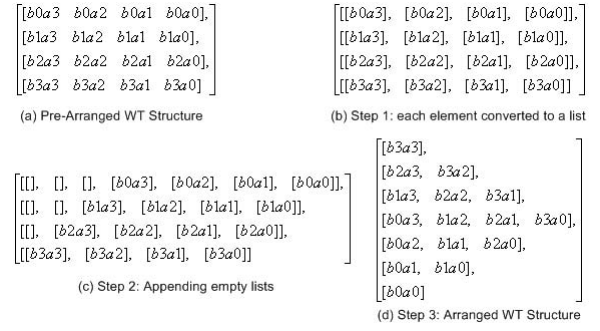 [[b0a3 b0a2 b0a1 b0a0],
[b1a3 b1a2 b1a1 b1a0],
[b2a3 b2a2 b2a1 b2a0],
[b3a3 b3a2 b3a1 b3a0]]
(a) Pre-Arranged WT Structure
[[[b0a3], [b0a2], [b0a1], [b0a0]],
[[b1a3], [b1a2], [b1a1], [b1a0]],
[[b2a3], [b2a2], [b2a1], [b2a0]],
[[b3a3], [b3a2], [b3a1], [b3a0]]]
(b) Step 1: each element converted to a list
[[[], [], [], [b0a3], [b0a2], [b0a1], [b0a0]],
[[], [], [b1a3], [b1a2], [b1a1], [b1a0]],
[[], [b2a3], [b2a2], [b2a1], [b2a0]],
[[b3a3], [b3a2], [b3a1], [b3a0]]]
(c) Step 2: Appending empty lists
[[b3a3],
[b2a3, b3a2],
[b1a3, b2a2, b3a1],
[b0a3, b1a2, b2a1, b3a0],
[b0a2, b1a1, b2a0],
[b0a1, b1a0],
[b0a0]]
(d) Step 3: Arranged WT Structure